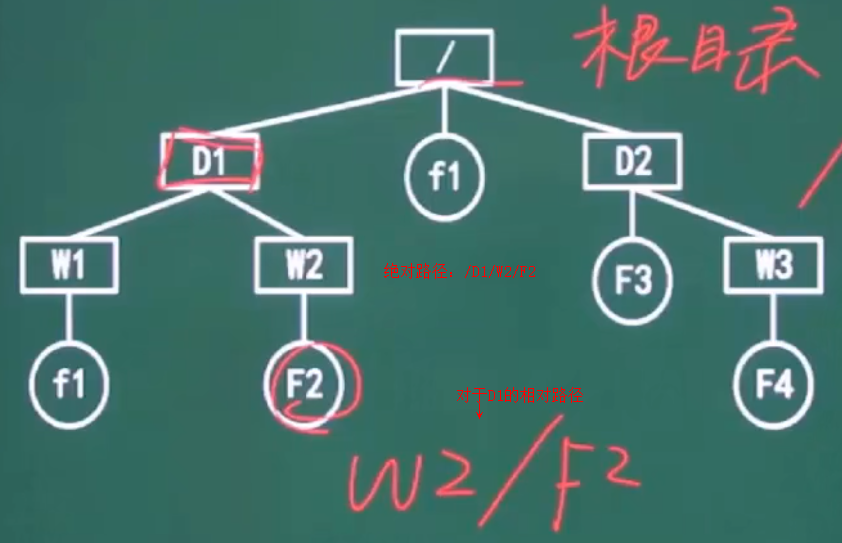 / 根目录
D1 f1 D2
W1 W2 F3 W3
绝对路径：/D1/W2/F2
f1 F2 F4
对于D1的相对路径
W2/F2